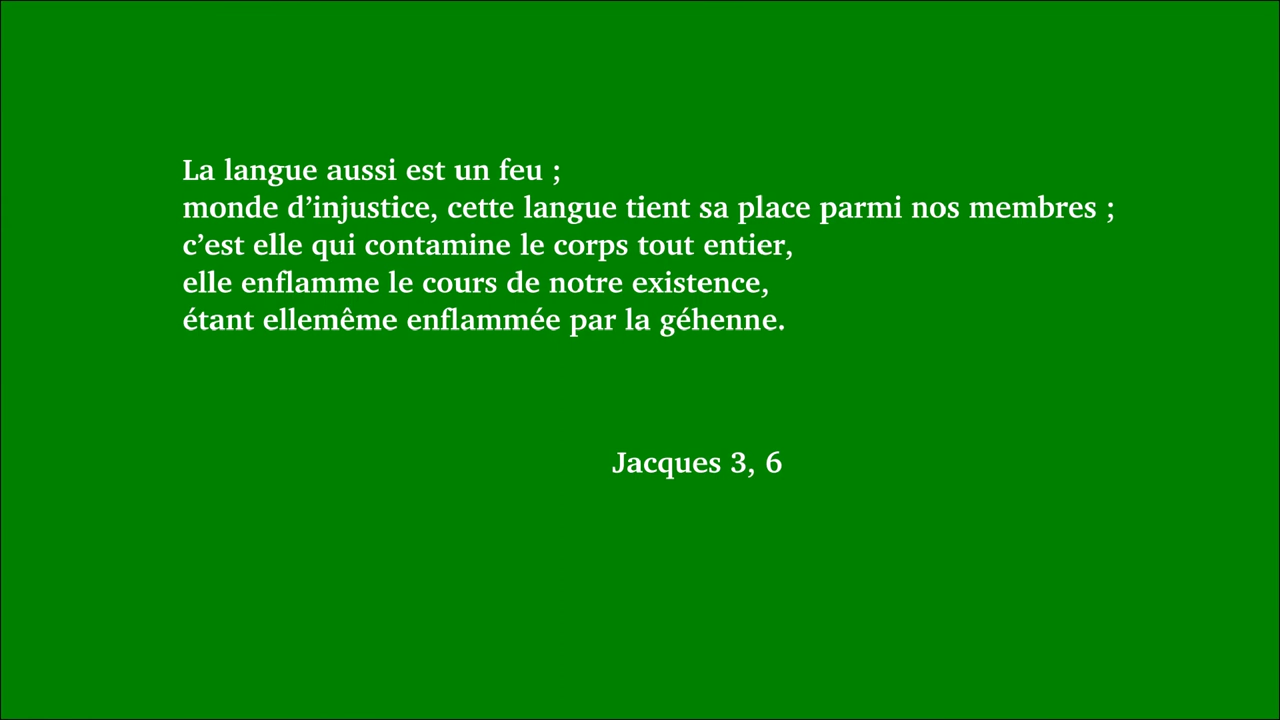 La langue aussi est un feu ;
monde d’injustice, cette langue tient sa place parmi nos membres ;
c’est elle qui contamine le corps tout entier,
elle enflamme le cours de notre existence,
étant ellemême enflammée par la géhenne.
Jacques 3, 6